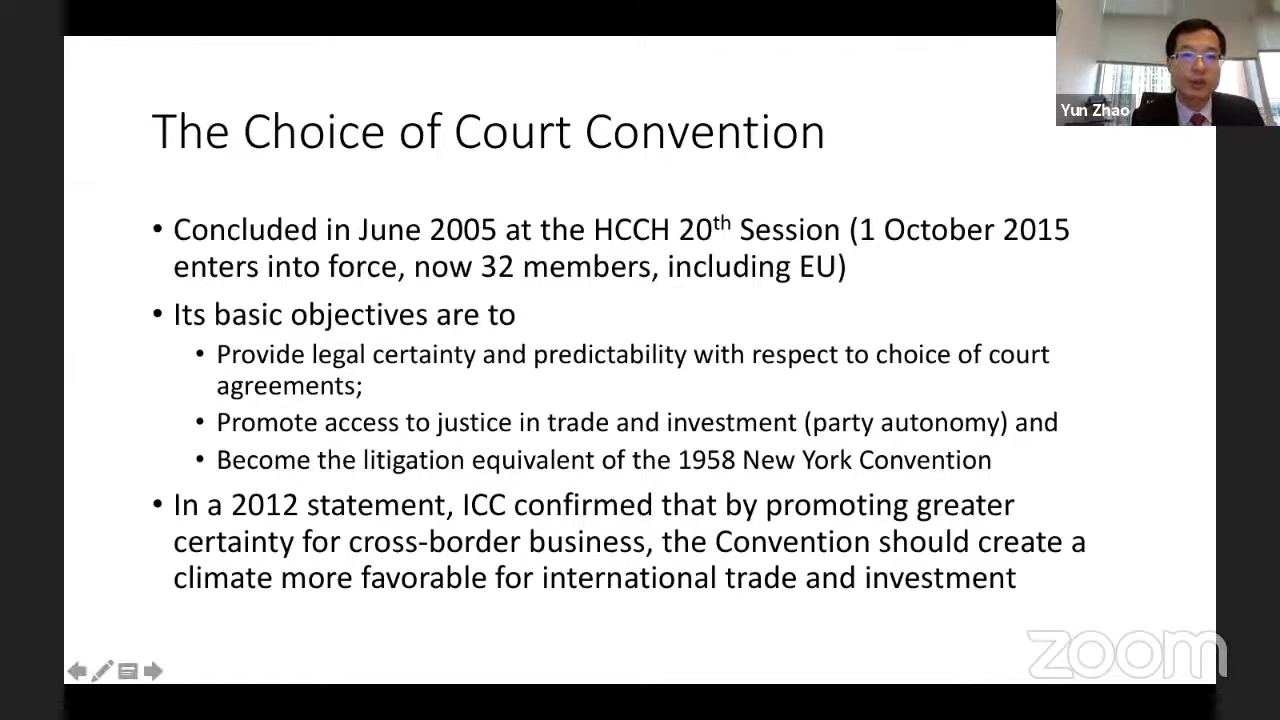 The Choice of Court Convention
Yun Zhao
• Concluded in June 2005 at the HCCH 20th Session (1 October 2015
enters into force, now 32 members, including EU)
• Its basic objectives are to
• Provide legal certainty and predictability with respect to choice of court
agreements;
• Promote access to justice in trade and investment (party autonomy) and
• Become the litigation equivalent of the 1958 New York Convention
• In a 2012 statement, ICC confirmed that by promoting greater
certainty for cross-border business, the Convention should create a
climate more favorable for international trade and investment
zoom